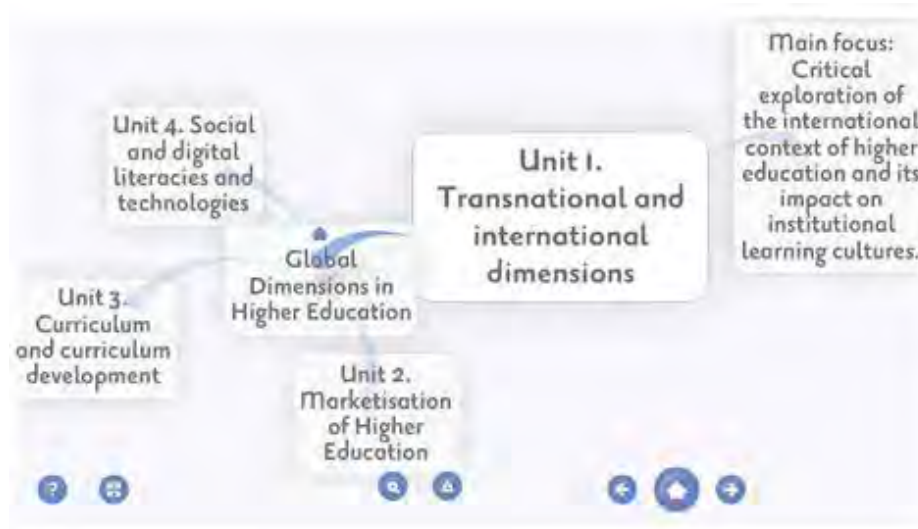 Main focus:
Critical
exploration of
the international
context of higher
education and its
impact on
institutional
learning cultures.
Unit 4. Social
and digital
literacies and
technologies
Unit 1.
Transnational and
international
dimensions
Global
Dimensions in
Higher Education
Unit 3.
Curriculum
and curriculum
development
Unit 2.
Marketisation
of Higher
Education
?